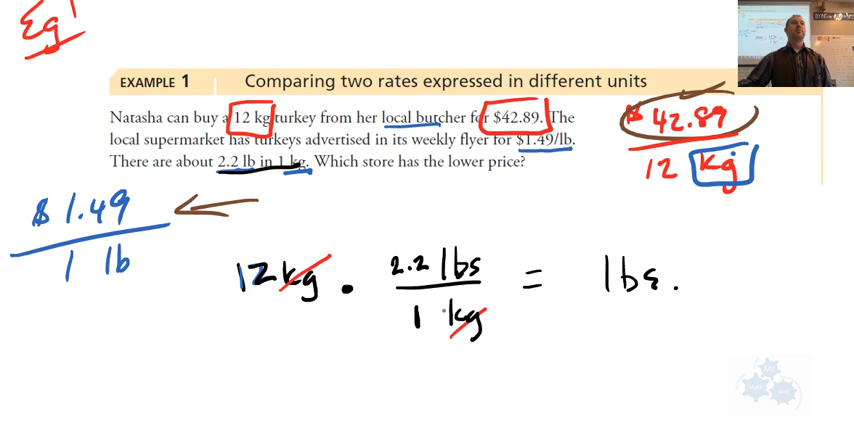 Eg 1
EXAMPLE 1 Comparing two rates expressed in different units
Natasha can buy a 12 kg turkey from her local butcher for $42.89. The
local supermarket has turkeys advertised in its weekly flyer for $1.49/lb.
There are about 2.2 lb in 1 kg. Which store has the lower price?
$42.89
12 kg
$1.49
1 lb
12 kg · 2.2 lbs = lbs.
1 kg